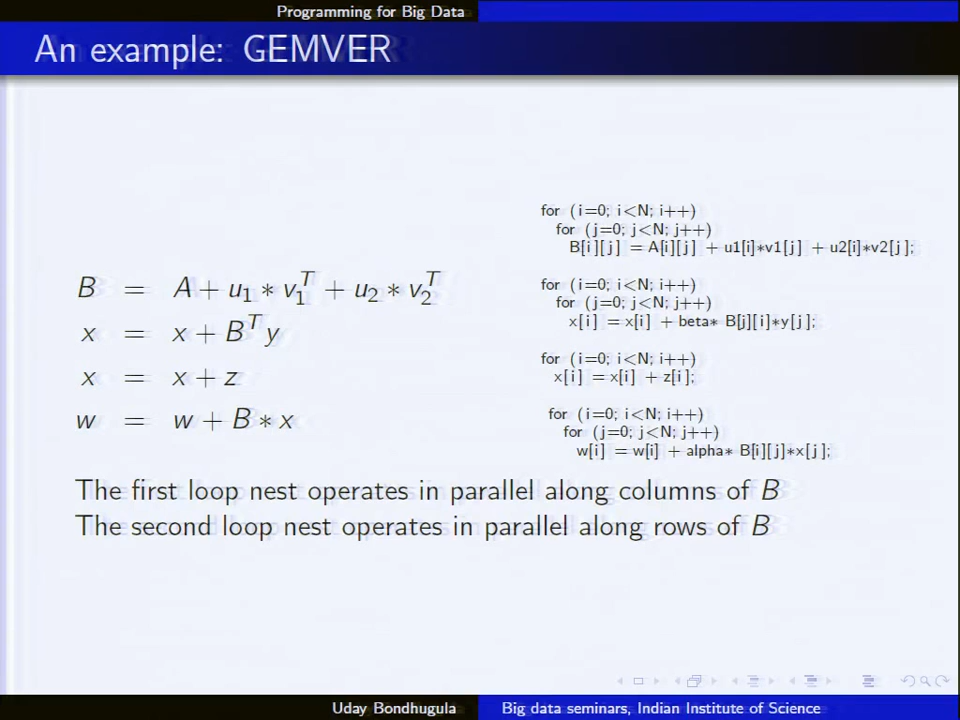 Programming for Big Data
An example: GEMVER
B = A + u₁ ∗ v₁ᵀ + u₂ ∗ v₂ᵀ
x = x + Bᵀy
x = x + z
w = w + B ∗ x
for (i=0; i<N; i++)
for (j=0; j<N; j++)
B[i][j] = A[i][j] + u1[i]*v1[j] + u2[i]*v2[j];
for (i=0; i<N; i++)
for (j=0; j<N; j++)
x[i] = x[i] + beta* B[j][i]*y[j];
for (i=0; i<N; i++)
x[i] = x[i] + z[i];
for (i=0; i<N; i++)
for (j=0; j<N; j++)
w[i] = w[i] + alpha* B[i][j]*x[j];
The first loop nest operates in parallel along columns of B
The second loop nest operates in parallel along rows of B
Uday Bondhugula
Big data seminars, Indian Institute of Science